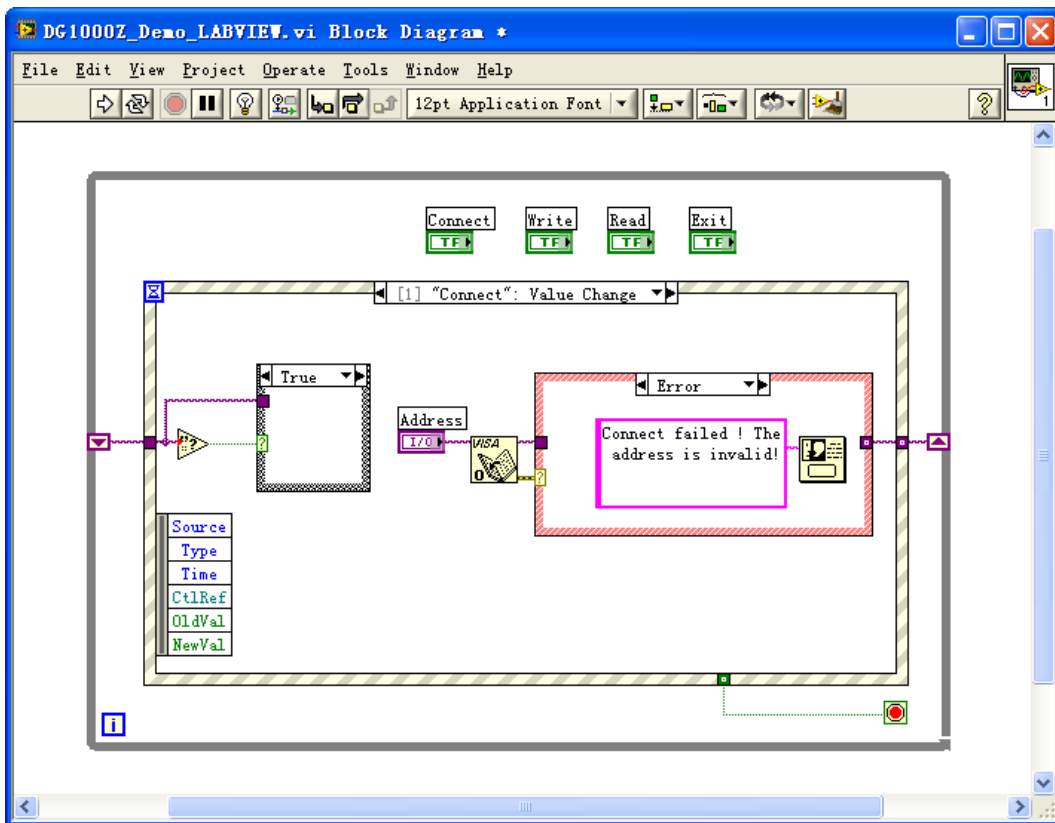 DG1000Z_Demo_LABVIEW.vi Block Diagram *
File Edit View Project Operate Tools Window Help
12pt Application Font
?
1
Connect Write Read Exit
TF TF TF TF
[1] "Connect": Value Change
True
Error
Address
I/O
VISA
Connect failed ! The
address is invalid!
?
?
?
Source
Type
Time
CtlRef
OldVal
NewVal
i